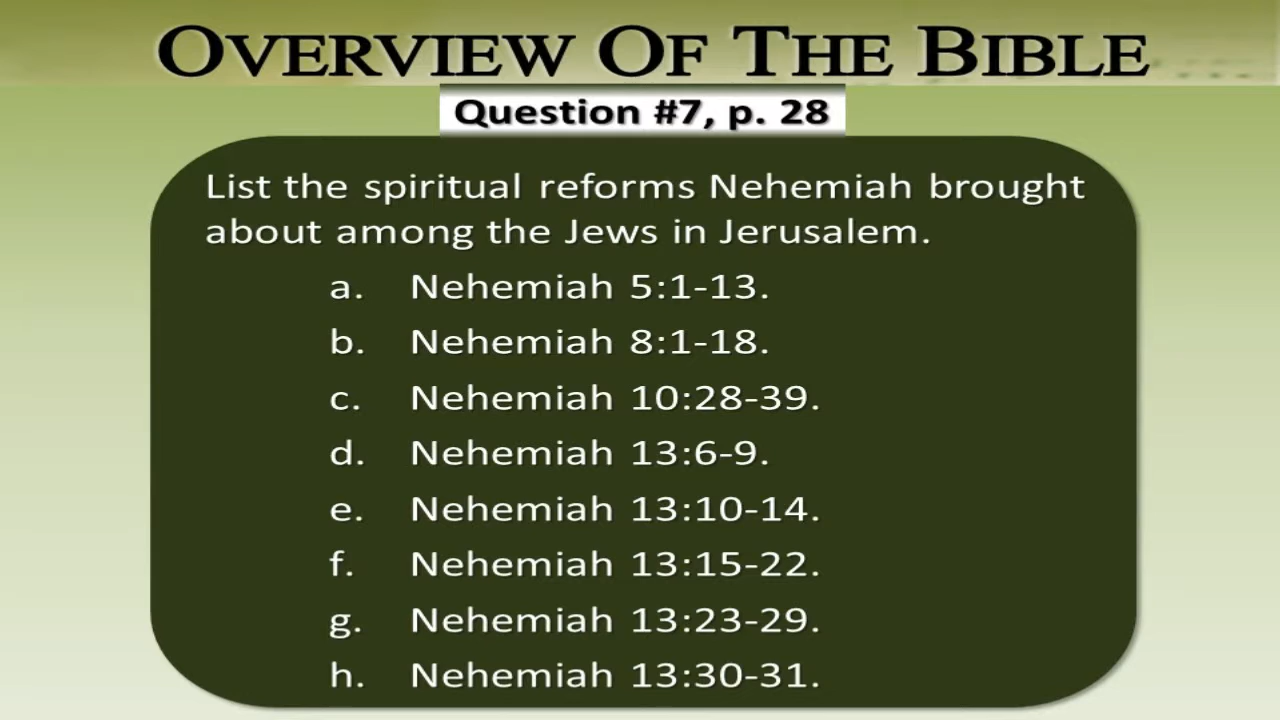 OVERVIEW OF THE BIBLE
Question #7, p. 28
List the spiritual reforms Nehemiah brought
about among the Jews in Jerusalem.
a. Nehemiah 5:1-13.
b. Nehemiah 8:1-18.
c. Nehemiah 10:28-39.
d. Nehemiah 13:6-9.
e. Nehemiah 13:10-14.
f. Nehemiah 13:15-22.
g. Nehemiah 13:23-29.
h. Nehemiah 13:30-31.